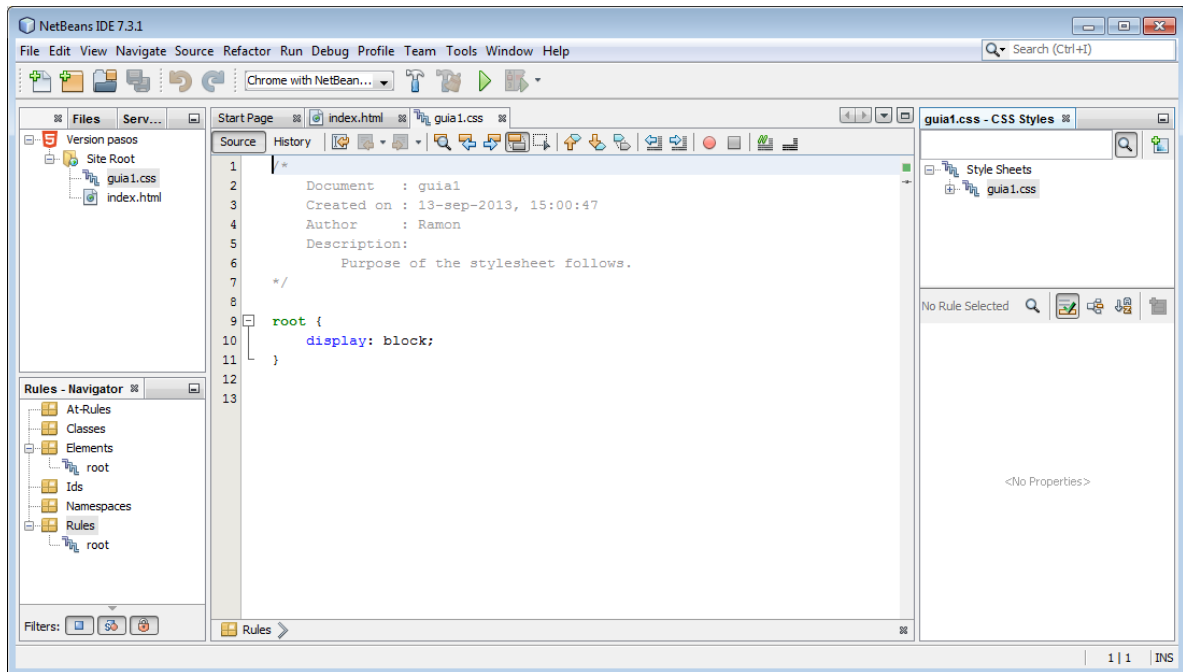 NetBeans IDE 7.3.1
File Edit View Navigate Source Refactor Run Debug Profile Team Tools Window Help
Search (Ctrl+I)
Chrome with NetBean...
Files Serv...
Version pasos
Site Root
guia1.css
index.html
Start Page index.html guia1.css
Source History
1 /*
2 Document : guia1
3 Created on : 13-sep-2013, 15:00:47
4 Author : Ramon
5 Description:
6 Purpose of the stylesheet follows.
7 */
8
9 root {
10 display: block;
11 }
12
13
guia1.css - CSS Styles
Style Sheets
guia1.css
No Rule Selected
<No Properties>
Rules - Navigator
At-Rules
Classes
Elements
root
Ids
Namespaces
Rules
root
Filters:
Rules
1 | 1 INS